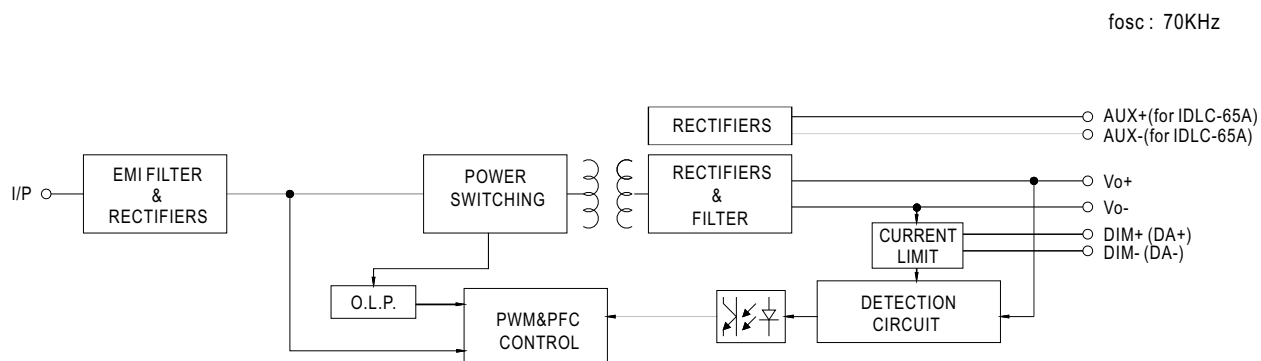 fosc : 70KHz
RECTIFIERS
AUX+(for IDLC-65A)
AUX-(for IDLC-65A)
I/P
EMI FILTER
&
RECTIFIERS
POWER
SWITCHING
RECTIFIERS
&
FILTER
Vo+
Vo-
CURRENT
LIMIT
DIM+ (DA+)
DIM- (DA-)
O.L.P.
PWM&PFC
CONTROL
DETECTION
CIRCUIT